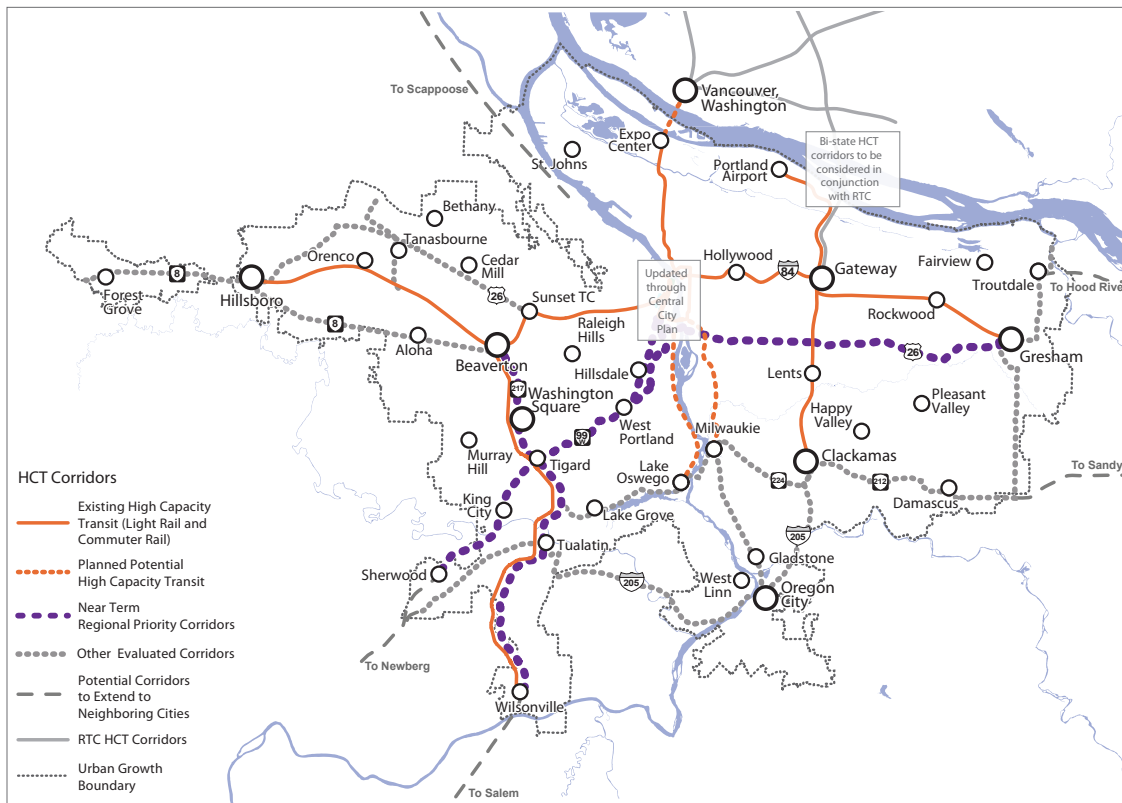 To Scappoose
Vancouver,
Washington
Expo
Center
St. Johns
Portland
Airport
Bi-state HCT
corridors to be
considered in
conjunction
with RTC
Bethany
Tanasbourne
Orenco
Cedar
Mill
Hollywood
84
Gateway
Fairview
Troutdale
To Hood Rive
8
Forest
Grove
Hillsboro
26
Sunset TC
Updated
through
Central
City
Plan
Rockwood
8
Aloha
Raleigh
Hills
Beaverton
26
Gresham
Hillsdale
Lents
217
Washington
Square
West
Portland
Happy
Valley
Pleasant
Valley
99
W
Murray
Hill
Milwaukie
Tigard
Clackamas
Lake
Oswego
224
212
To Sandy
King
City
Lake Grove
Damascus
Tualatin
205
Sherwood
Gladstone
205
West
Linn
Oregon
City
To Newberg
Wilsonville
To Salem
HCT Corridors
Existing High Capacity
Transit (Light Rail and
Commuter Rail)
Planned Potential
High Capacity Transit
Near Term
Regional Priority Corridors
Other Evaluated Corridors
Potential Corridors
to Extend to
Neighboring Cities
RTC HCT Corridors
Urban Growth
Boundary